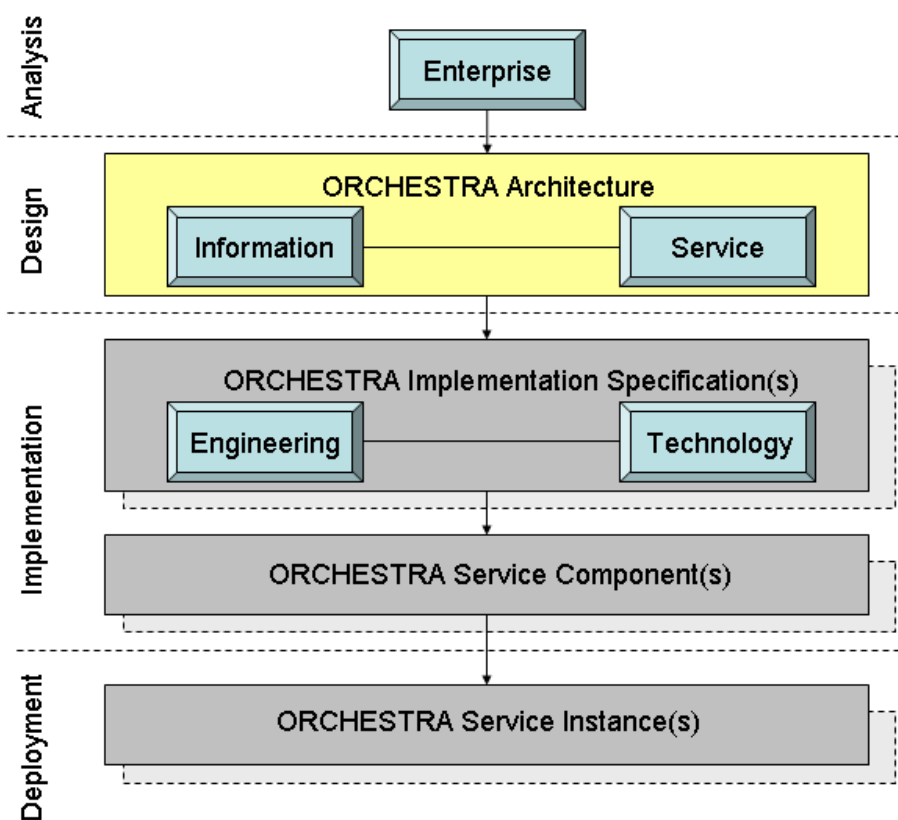 Analysis
Enterprise
Design
ORCHESTRA Architecture
Information
Service
Implementation
ORCHESTRA Implementation Specification(s)
Engineering
Technology
ORCHESTRA Service Component(s)
Deployment
ORCHESTRA Service Instance(s)